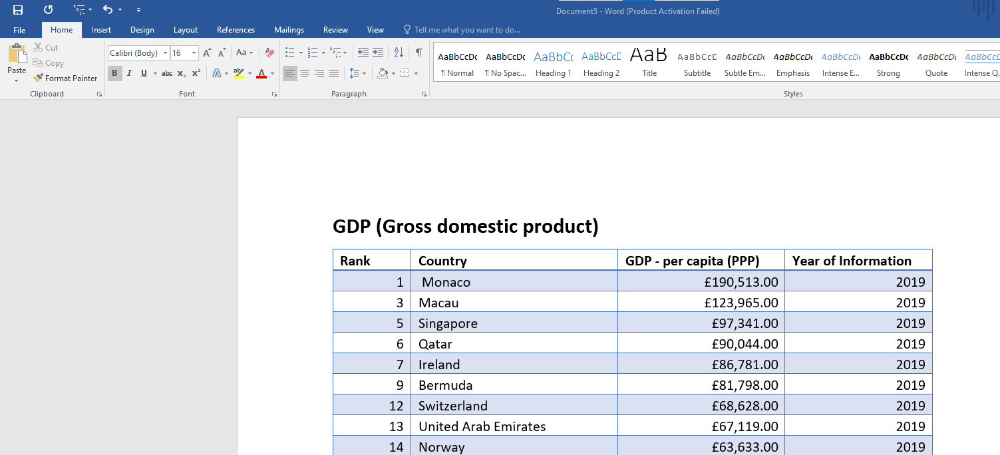 Document5 - Word (Product Activation Failed)
File Home Insert Design Layout References Mailings Review View Tell me what you want to do...
Paste
Cut
Copy
Format Painter
Clipboard
Calibri (Body) 16 A A Aa
B I U abc x₂ x² A ab A
Font
A Z ¶
Paragraph
AaBbCcDc AaBbCcDc AaBbCc AaBbCcD AaB AaBbCcD AaBbCcDc AaBbCcDc AaBbCcDc AaBbCcDc AaBbCcDc AaBbCcD
¶ Normal ¶ No Spac... Heading 1 Heading 2 Title Subtitle Subtle Em... Emphasis Intense E... Strong Quote Intense Q.
Styles
GDP (Gross domestic product)
Rank Country GDP - per capita (PPP) Year of Information
1 Monaco £190,513.00 2019
3 Macau £123,965.00 2019
5 Singapore £97,341.00 2019
6 Qatar £90,044.00 2019
7 Ireland £86,781.00 2019
9 Bermuda £81,798.00 2019
12 Switzerland £68,628.00 2019
13 United Arab Emirates £67,119.00 2019
14 Norway £63,633.00 2019